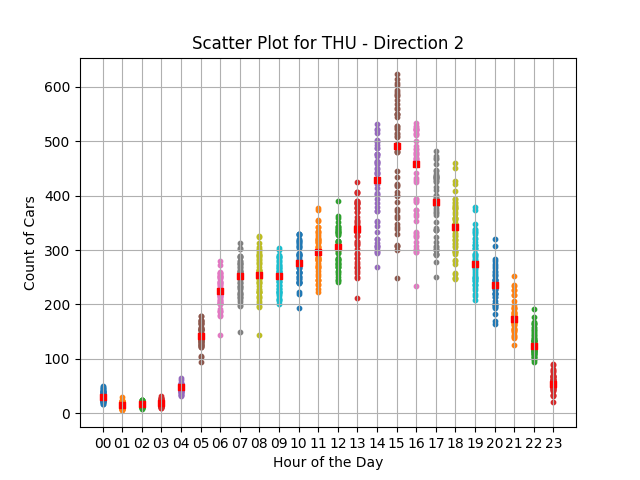 Scatter Plot for THU - Direction 2
600
500
400
300
200
100
0
Count of Cars
00 01 02 03 04 05 06 07 08 09 10 11 12 13 14 15 16 17 18 19 20 21 22 23
Hour of the Day